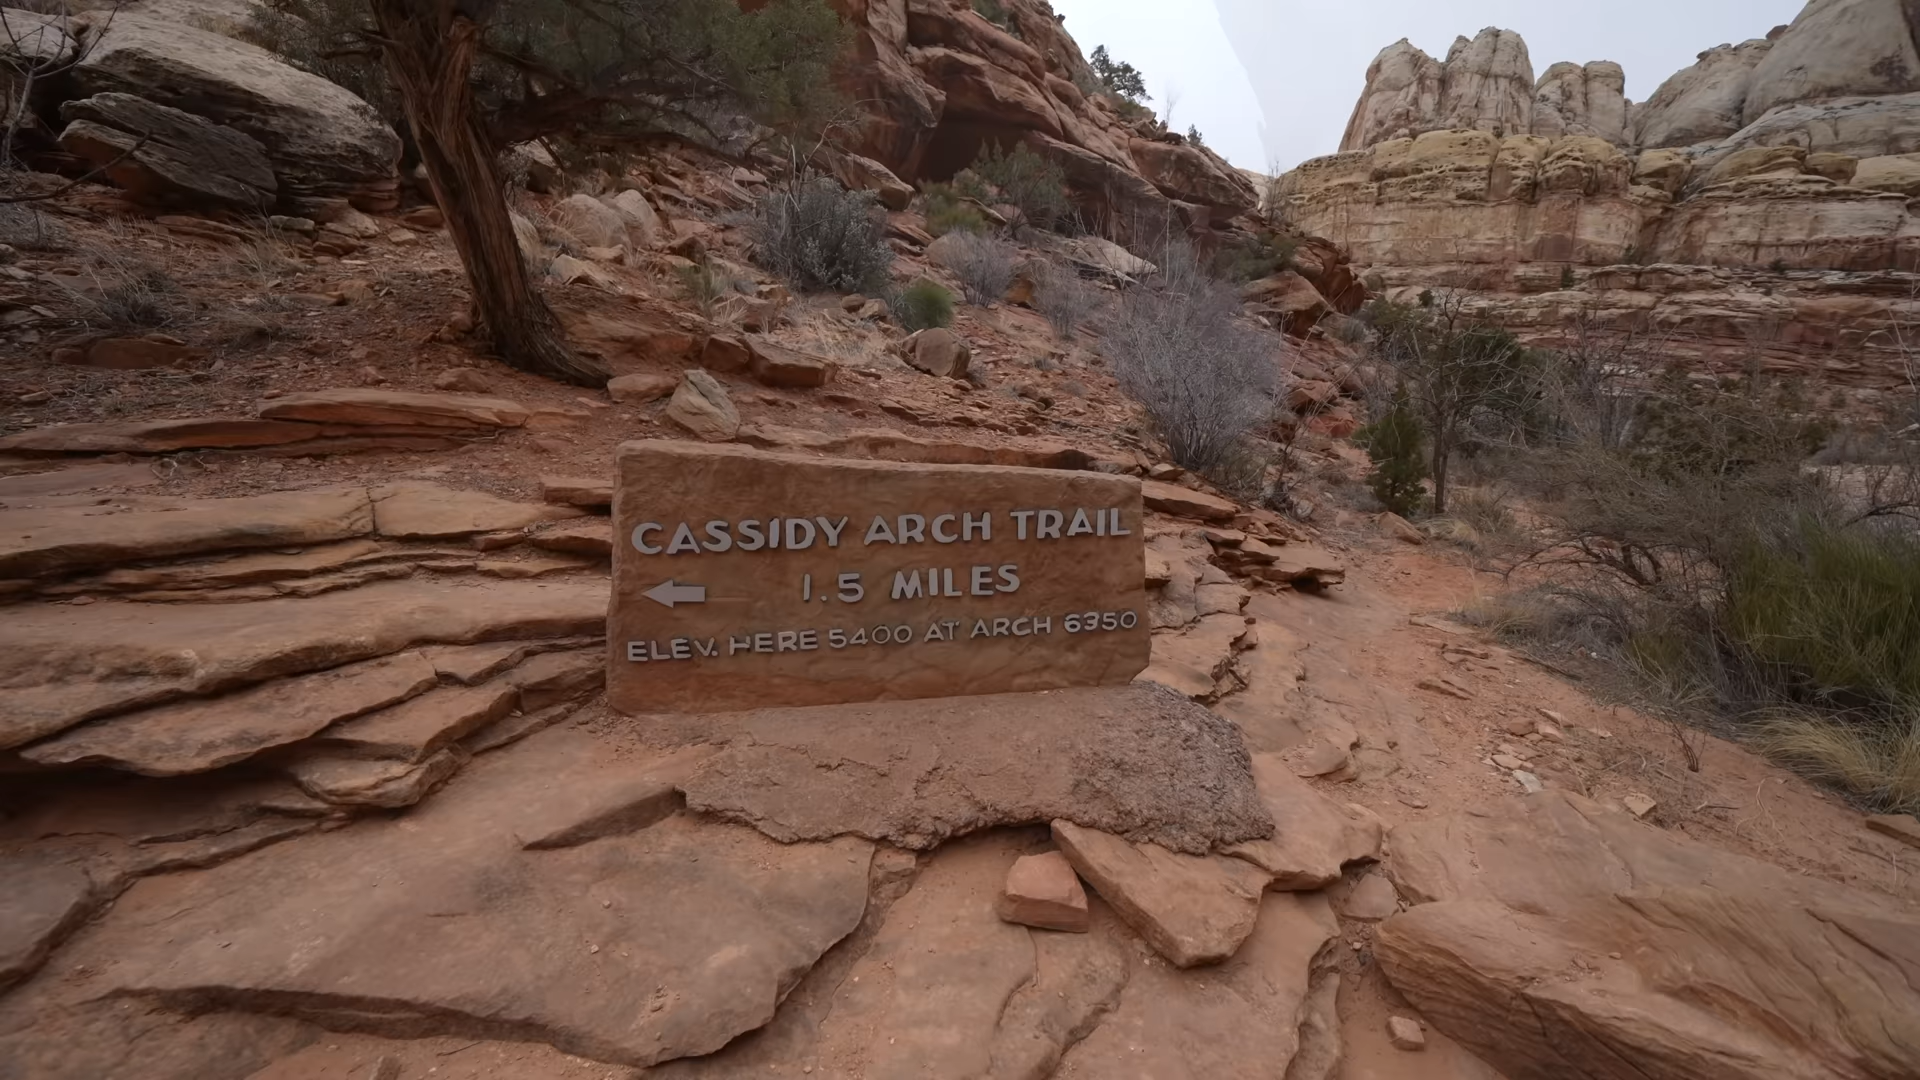 CASSIDY ARCH TRAIL
1.5 MILES
ELEV. HERE 5400 AT ARCH 6350